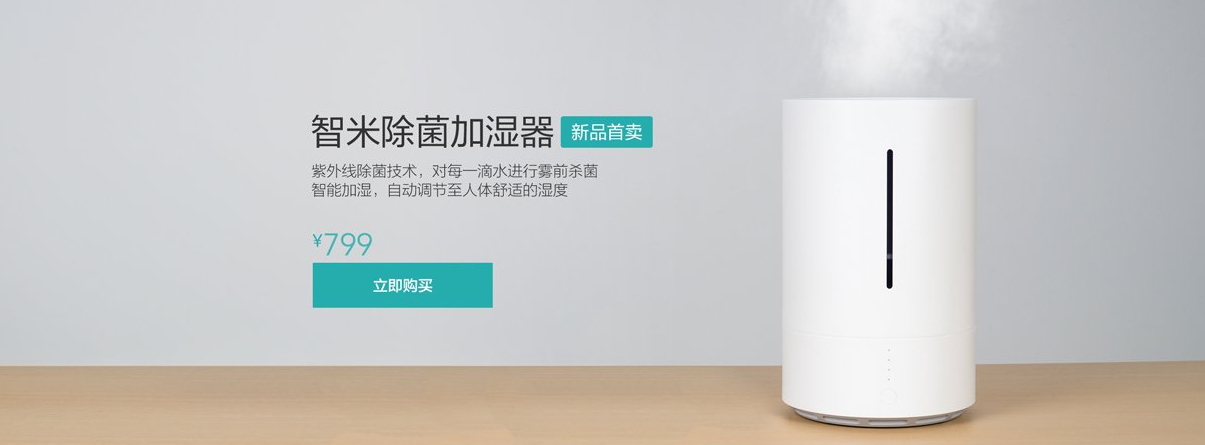 智米除菌加湿器 新品首卖
紫外线除菌技术，对每一滴水进行雾前杀菌
智能加湿，自动调节至人体舒适的湿度
¥799
立即购买